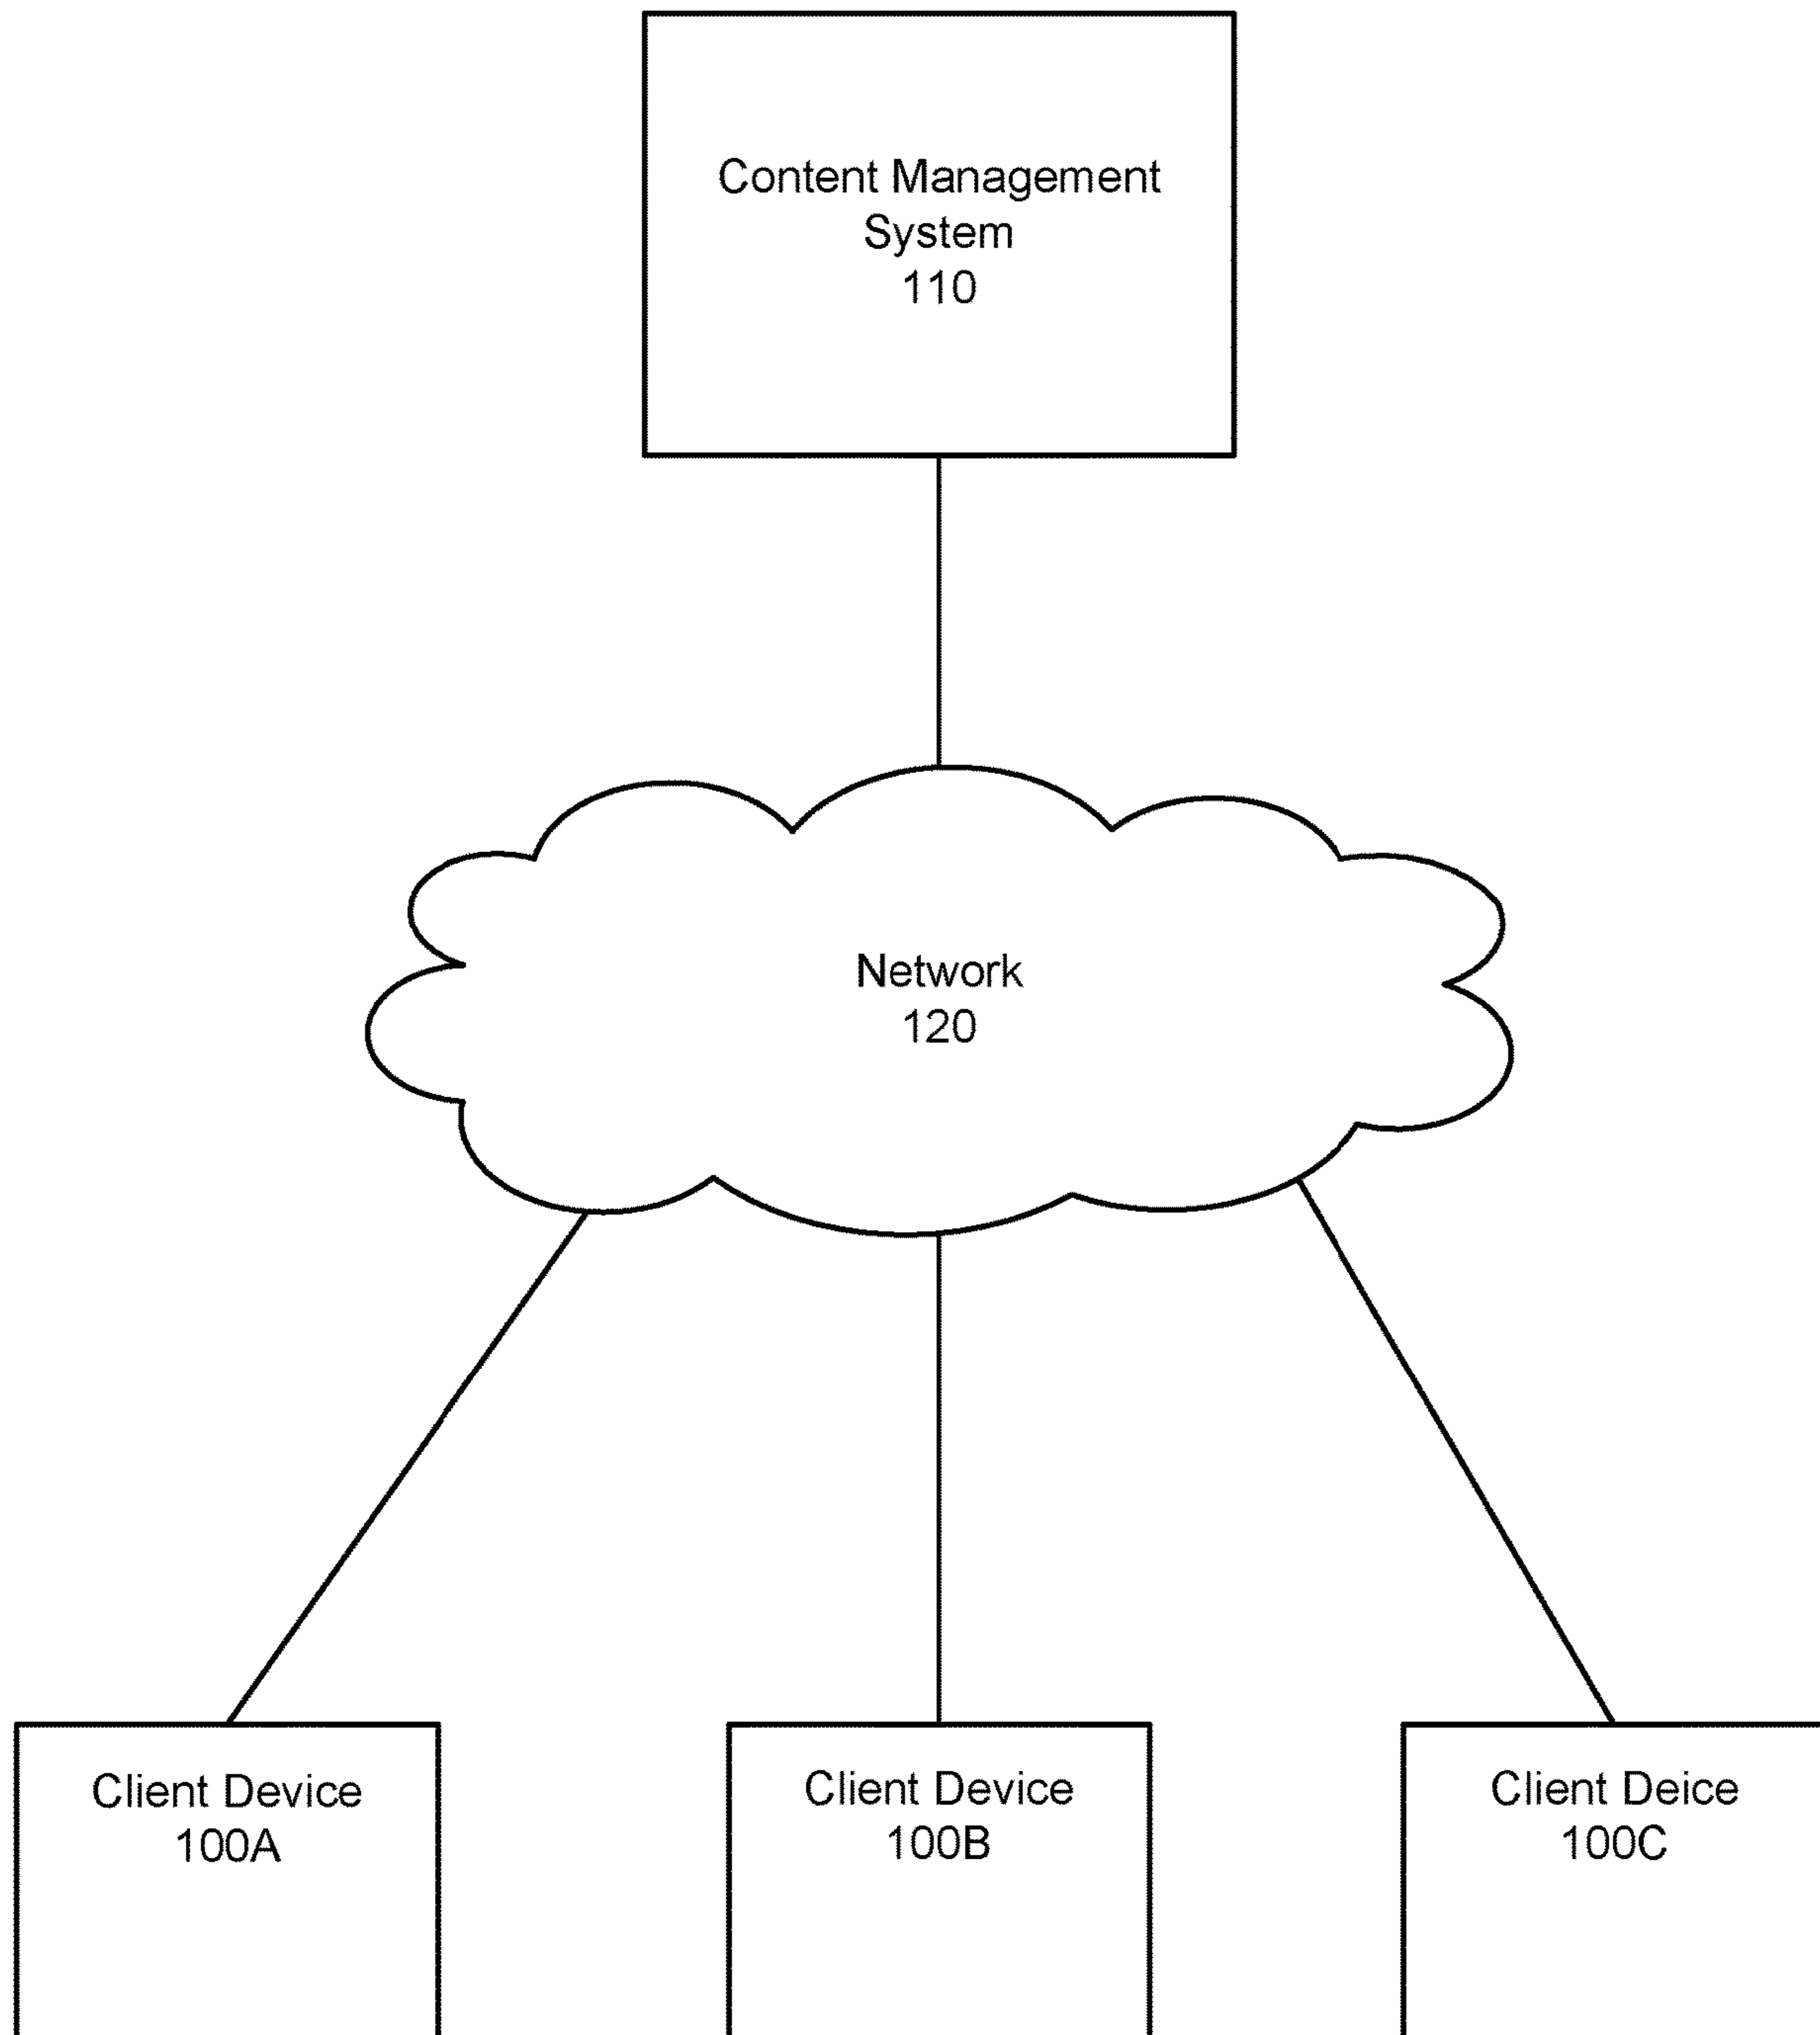 Content Management
System
110
Network
120
Client Device
100A
Client Device
100B
Client Deice
100C